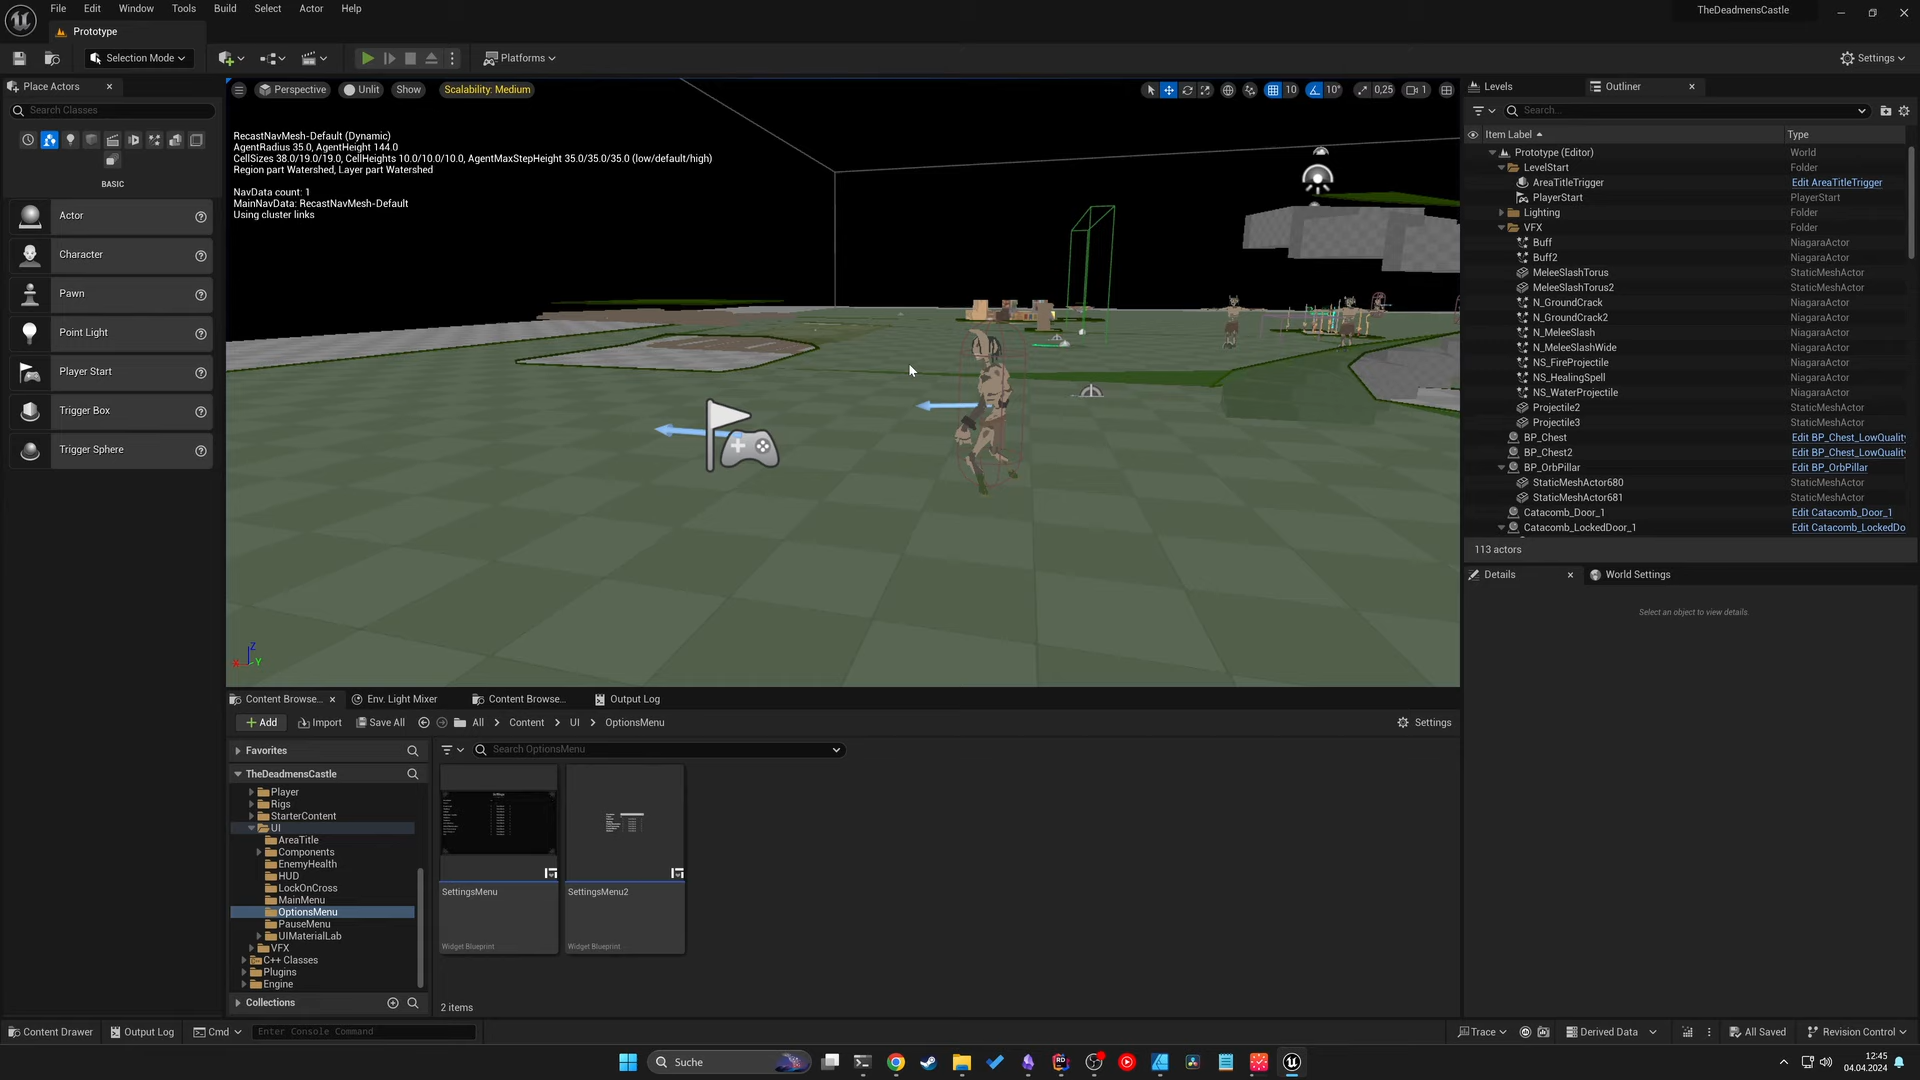 File Edit Window Tools Build Select Actor Help
TheDeadmensCastle
Prototype
Selection Mode
Platforms
Settings
Place Actors
Search Classes
BASIC
Actor
Character
Pawn
Point Light
Player Start
Trigger Box
Trigger Sphere
Perspective
Unlit
Show
Scalability: Medium
10
10°
0,25
1
RecastNavMesh-Default (Dynamic)
AgentRadius 35.0, AgentHeight 144.0
CellSizes 38.0/19.0/19.0, CellHeights 10.0/10.0/10.0, AgentMaxStepHeight 35.0/35.0/35.0 (low/default/high)
Region part Watershed, Layer part Watershed
NavData count: 1
MainNavData: RecastNavMesh-Default
Using cluster links
Z
X
Y
Levels
Outliner
Search...
Item Label Type
Prototype (Editor) World
LevelStart Folder
AreaTitleTrigger Edit AreaTitleTrigger
PlayerStart PlayerStart
Lighting Folder
VFX Folder
Buff NiagaraActor
Buff2 NiagaraActor
MeleeSlashTorus StaticMeshActor
MeleeSlashTorus2 StaticMeshActor
N_GroundCrack NiagaraActor
N_GroundCrack2 NiagaraActor
N_MeleeSlash NiagaraActor
N_MeleeSlashWide NiagaraActor
NS_FireProjectile NiagaraActor
NS_HealingSpell NiagaraActor
NS_WaterProjectile NiagaraActor
Projectile2 StaticMeshActor
Projectile3 StaticMeshActor
BP_Chest Edit BP_Chest_LowQuality
BP_Chest2 Edit BP_Chest_LowQuality
BP_OrbPillar Edit BP_OrbPillar
StaticMeshActor680 StaticMeshActor
StaticMeshActor681 StaticMeshActor
Catacomb_Door_1 Edit Catacomb_Door_1
Catacomb_LockedDoor_1 Edit Catacomb_LockedDo
113 actors
Details
World Settings
Select an object to view details.
Content Browse...
Env. Light Mixer
Content Browse...
Output Log
Add
Import
Save All
All > Content > UI > OptionsMenu
Settings
Favorites
Search OptionsMenu
TheDeadmensCastle
Player
Rigs
StarterContent
UI
AreaTitle
Components
EnemyHealth
HUD
LockOnCross
MainMenu
OptionsMenu
PauseMenu
UIMaterialLab
VFX
C++ Classes
Plugins
Engine
Collections
SettingsMenu
Widget Blueprint
SettingsMenu2
Widget Blueprint
2 items
Content Drawer
Output Log
Cmd
Enter Console Command
Trace
Derived Data
All Saved
Revision Control
Suche
12:45
04.04.2024